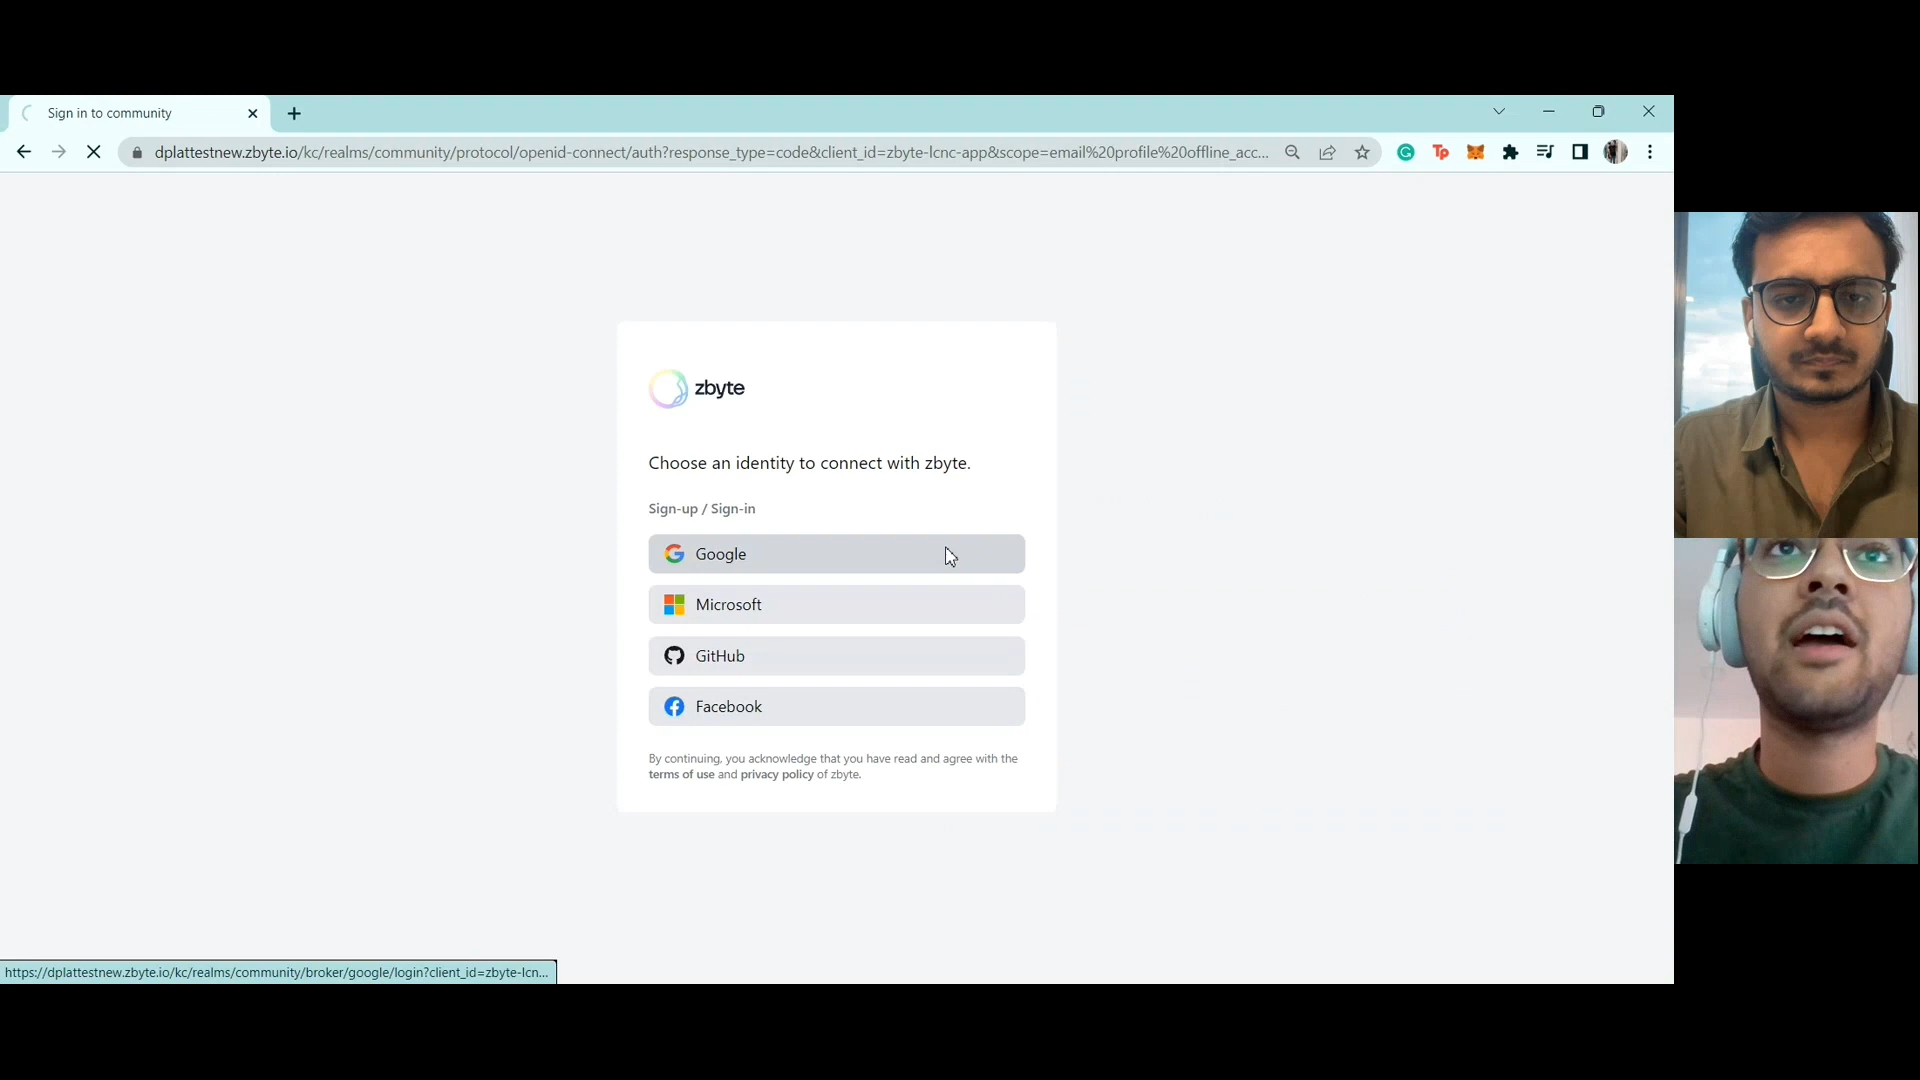 Sign in to community
dplattestnew.zbyte.io/kc/realms/community/protocol/openid-connect/auth?response_type=code&client_id=zbyte-lcnc-app&scope=email%20profile%20offline_acc...
Tp
zbyte
Choose an identity to connect with zbyte.
Sign-up / Sign-in
Google
Microsoft
GitHub
Facebook
By continuing, you acknowledge that you have read and agree with the
terms of use and privacy policy of zbyte.
https://dplattestnew.zbyte.io/kc/realms/community/broker/google/login?client_id=zbyte-lcn...